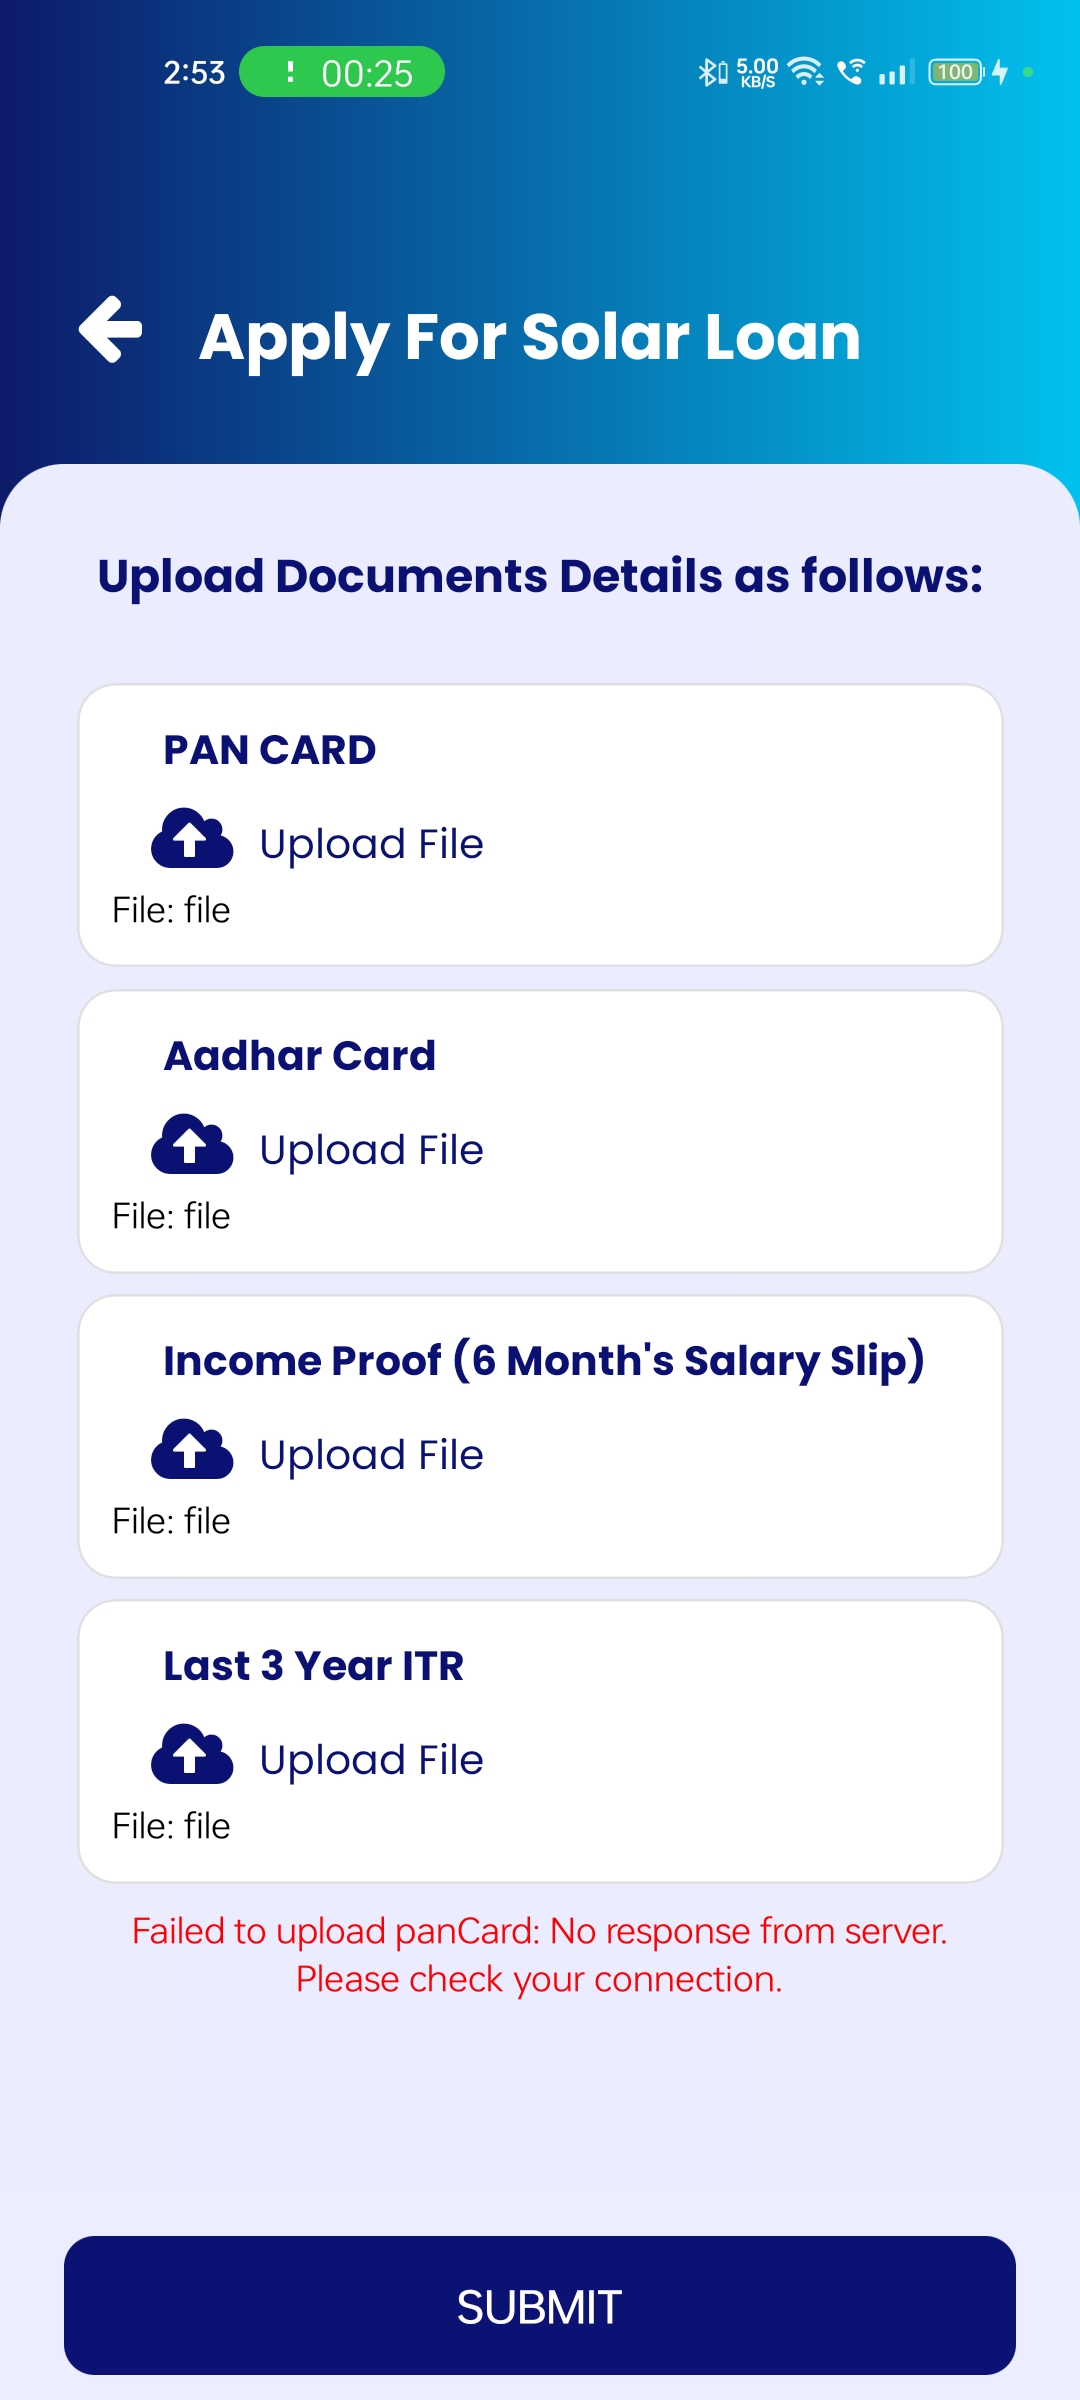 2:53 00:25 5.00 KB/S 100
Apply For Solar Loan
Upload Documents Details as follows:
PAN CARD
Upload File
File: file
Aadhar Card
Upload File
File: file
Income Proof (6 Month's Salary Slip)
Upload File
File: file
Last 3 Year ITR
Upload File
File: file
Failed to upload panCard: No response from server.
Please check your connection.
SUBMIT